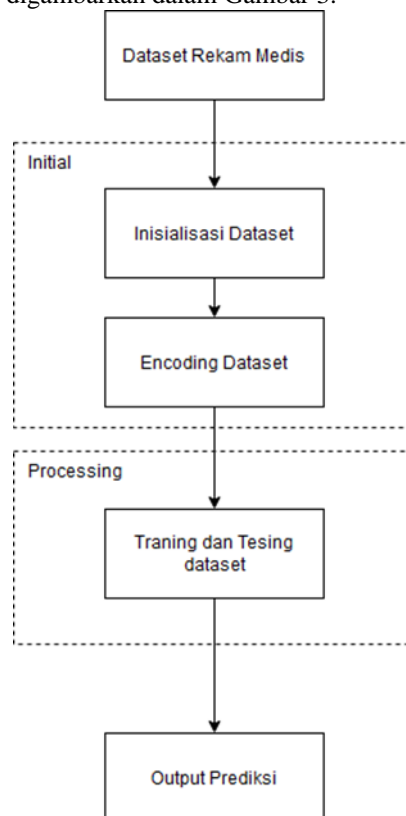 digambarkan dalam Gambar 3.
Dataset Rekam Medis
Initial
Inisialisasi Dataset
Encoding Dataset
Processing
Traning dan Tesing
dataset
Output Prediksi